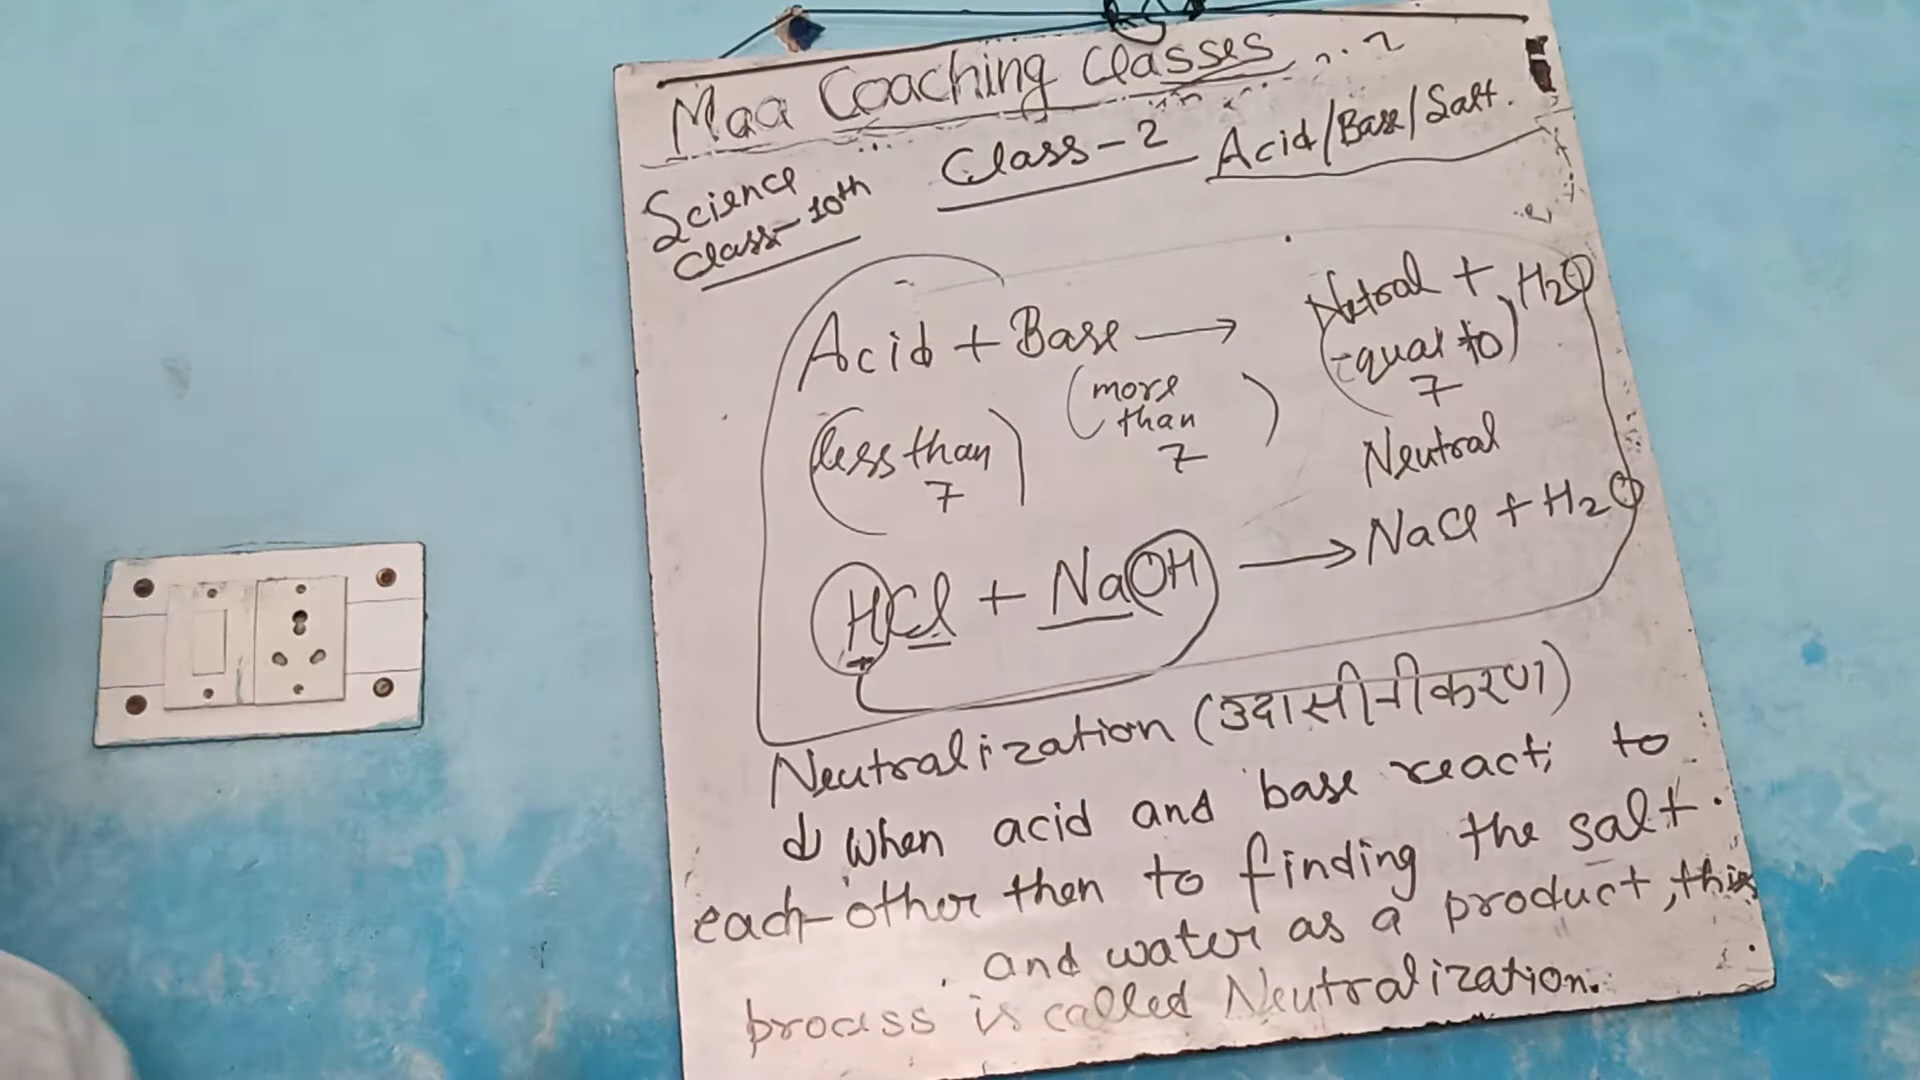 Maa Coaching Classes
Science
Class-10th
Class-2
Acid/Base/Salt.
Acid + Base → Netral + H2O
(less than 7) (more than 7) (equal to) 7
Neutral
HCl + NaOH → NaCl + H2O
Neutralization (उदासीनीकरण)
When acid and base react to
each-other then to finding the salt
and water as a product, this
process is called Neutralization.